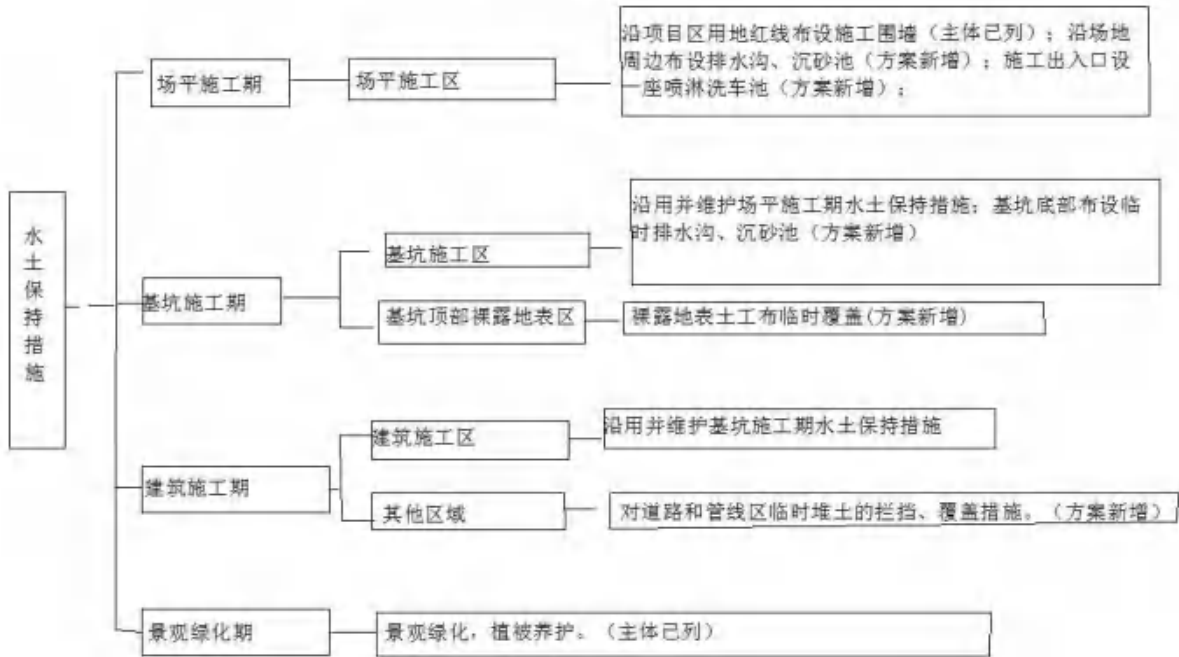 沿项目区用地红线布设施工围墙（主体已列）；沿场地
周边布设排水沟、沉砂池（方案新增）；施工出入口设
一座喷淋洗车池（方案新增）；
场平施工期
场平施工区
沿用并维护场平施工期水土保持措施；基坑底部布设临
时排水沟、沉砂池（方案新增）
水土保持措施
基坑施工区
基坑施工期
基坑顶部裸露地表区
裸露地表土工布临时覆盖(方案新增)
建筑施工区
沿用并维护基坑施工期水土保持措施
建筑施工期
其他区域
对道路和管线区临时堆土的拦挡、覆盖措施。（方案新增）
景观绿化期
景观绿化，植被养护。（主体已列）